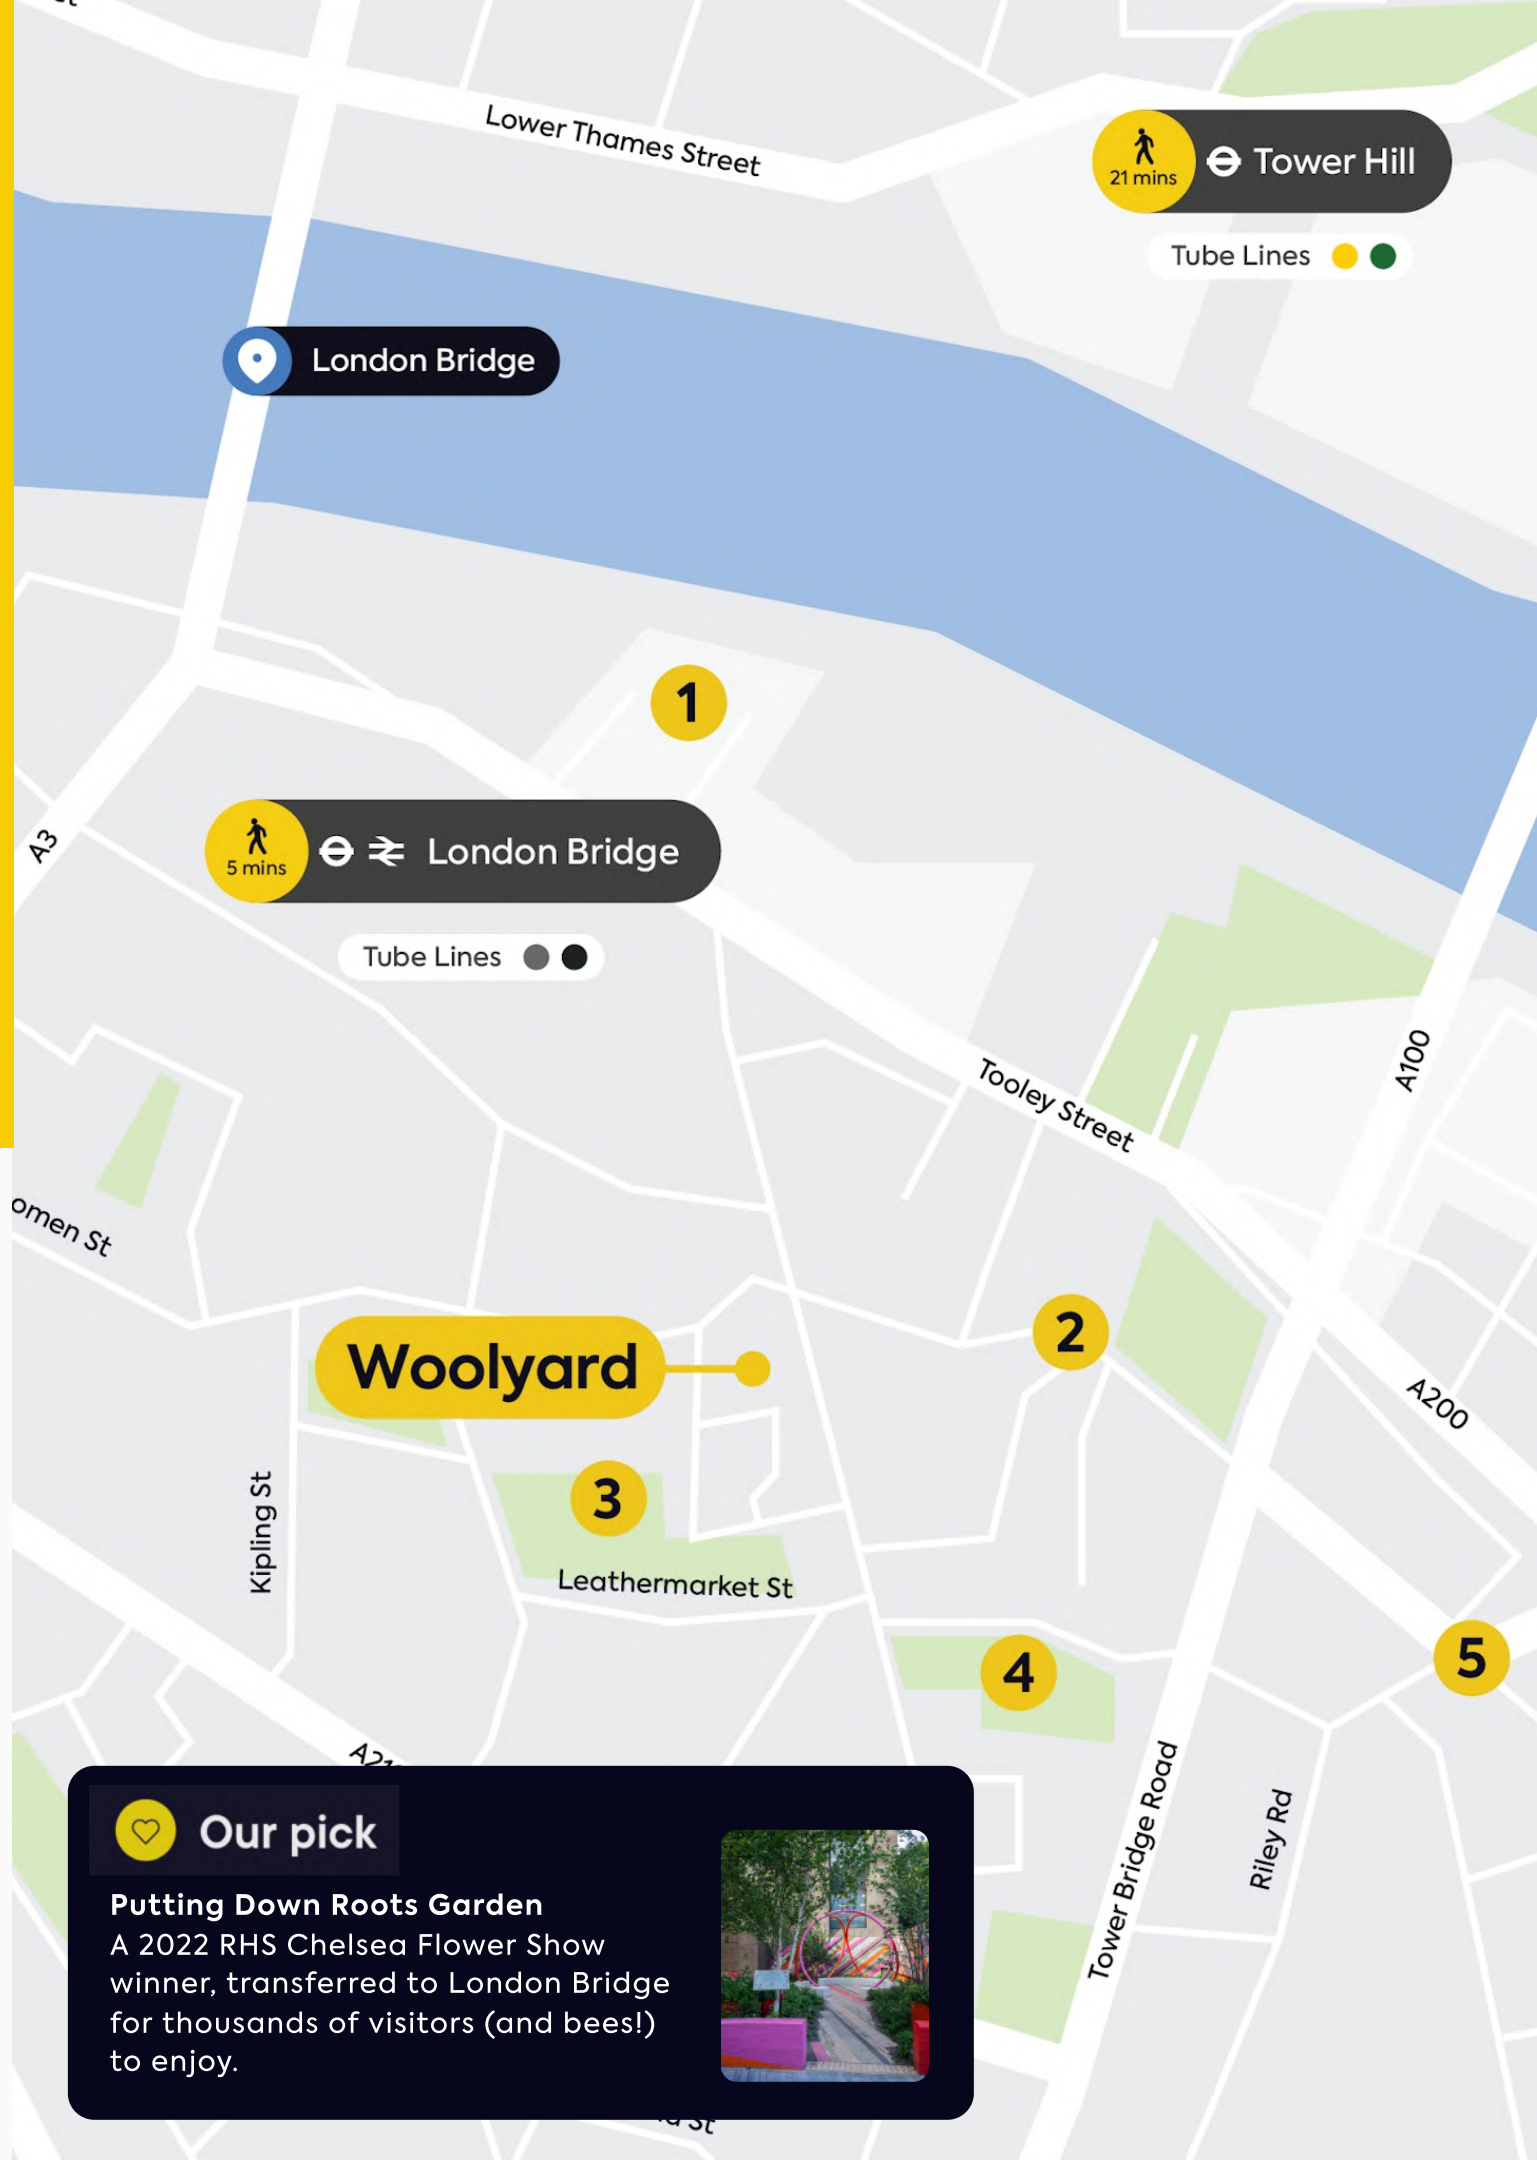 Lower Thames Street
21 mins
Tower Hill
Tube Lines
London Bridge
1
5 mins
London Bridge
Tube Lines
A3
A100
Tooley Street
omen St
2
Woolyard
A200
3
Kipling St
Leathermarket St
5
4
Tower Bridge Road
Riley Rd
Our pick
Putting Down Roots Garden
A 2022 RHS Chelsea Flower Show
winner, transferred to London Bridge
for thousands of visitors (and bees!)
to enjoy.
St